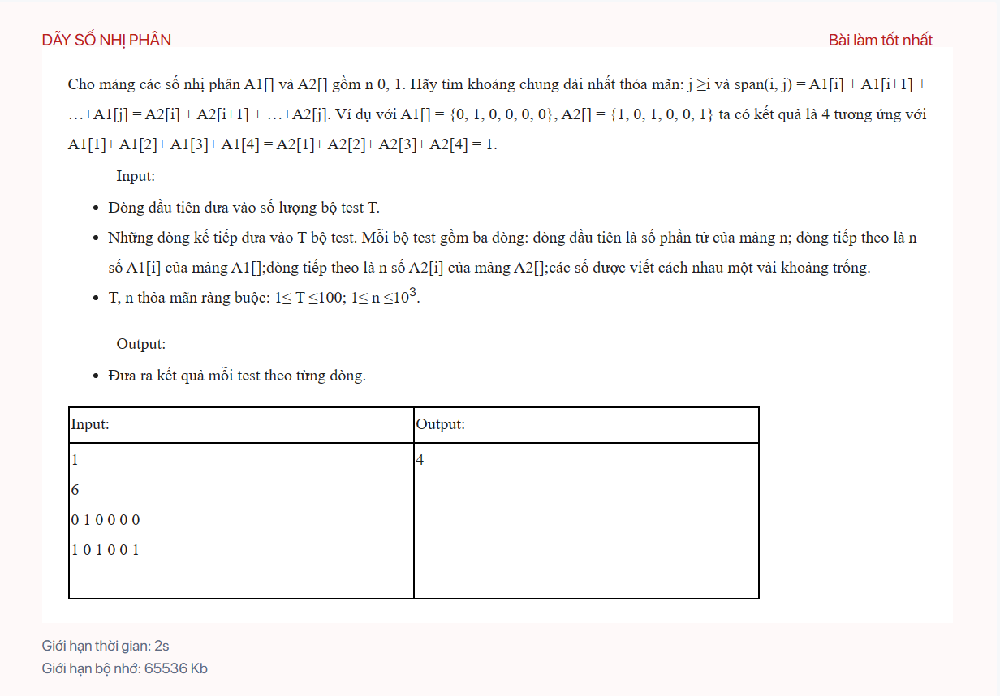 DÃY SỐ NHỊ PHÂN
Bài làm tốt nhất
Cho mảng các số nhị phân A1[] và A2[] gồm n 0, 1. Hãy tìm khoảng chung dài nhất thỏa mãn: j ≥i và span(i, j) = A1[i] + A1[i+1] +
…+A1[j] = A2[i] + A2[i+1] + …+A2[j]. Ví dụ với A1[] = {0, 1, 0, 0, 0, 0}, A2[] = {1, 0, 1, 0, 0, 1} ta có kết quả là 4 tương ứng với
A1[1]+ A1[2]+ A1[3]+ A1[4] = A2[1]+ A2[2]+ A2[3]+ A2[4] = 1.
Input:
• Dòng đầu tiên đưa vào số lượng bộ test T.
• Những dòng kế tiếp đưa vào T bộ test. Mỗi bộ test gồm ba dòng: dòng đầu tiên là số phần tử của mảng n; dòng tiếp theo là n
số A1[i] của mảng A1[];dòng tiếp theo là n số A2[i] của mảng A2[];các số được viết cách nhau một vài khoảng trống.
• T, n thỏa mãn ràng buộc: 1≤ T ≤100; 1≤ n ≤10³.
Output:
• Đưa ra kết quả mỗi test theo từng dòng.
Input:
Output:
1
4
6
0 1 0 0 0 0
1 0 1 0 0 1
Giới hạn thời gian: 2s
Giới hạn bộ nhớ: 65536 Kb